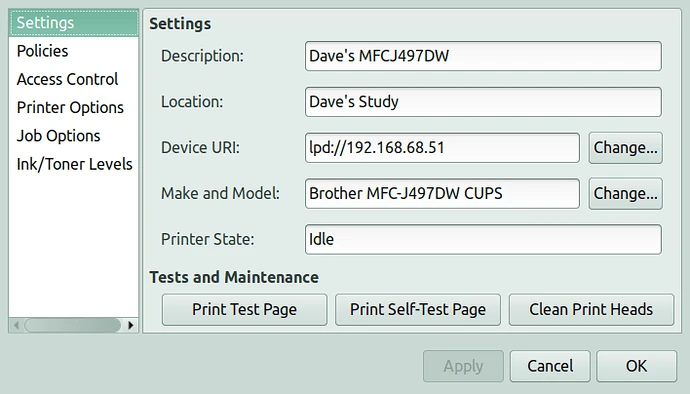 Settings
Policies
Access Control
Printer Options
Job Options
Ink/Toner Levels
Settings
Description: Dave's MFCJ497DW
Location: Dave's Study
Device URI: lpd://192.168.68.51 Change...
Make and Model: Brother MFC-J497DW CUPS Change...
Printer State: Idle
Tests and Maintenance
Print Test Page Print Self-Test Page Clean Print Heads
Apply Cancel OK